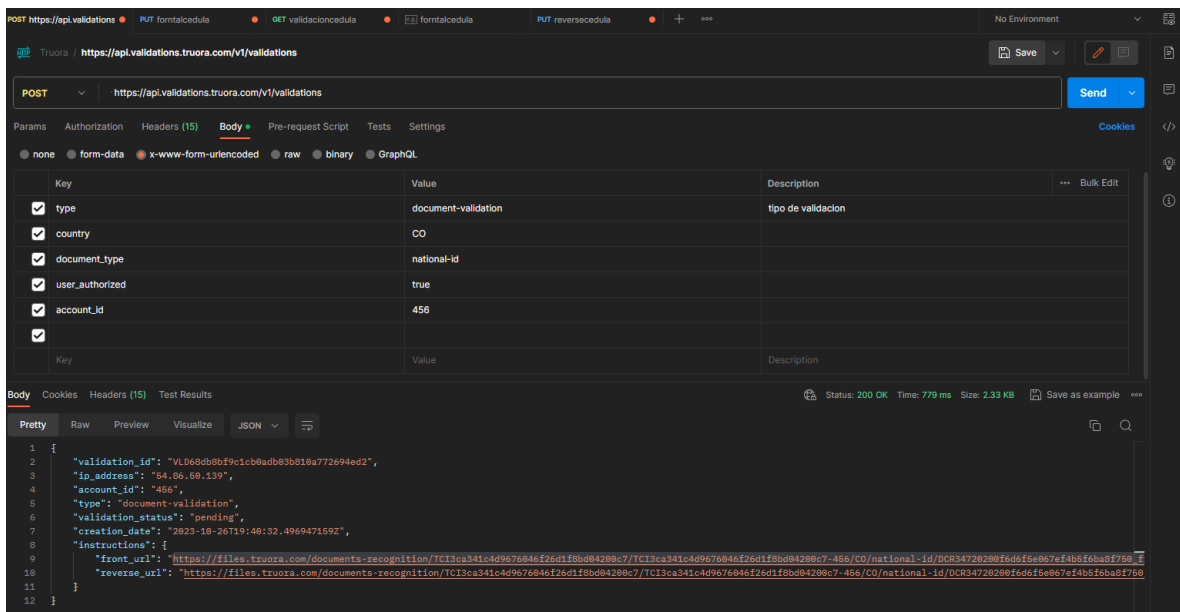 POST https://api.validations PUT forntalcedula GET validacioncedula forntalcedula PUT reversecedula No Environment
Truora / https://api.validations.truora.com/v1/validations Save
POST https://api.validations.truora.com/v1/validations Send
Params Authorization Headers (15) Body Pre-request Script Tests Settings Cookies
none form-data x-www-form-urlencoded raw binary GraphQL
Key Value Description Bulk Edit
type document-validation tipo de validacion
country CO
document_type national-id
user_authorized true
account_id 456
Key Value Description
Body Cookies Headers (15) Test Results Status: 200 OK Time: 779 ms Size: 2.33 KB Save as example
Pretty Raw Preview Visualize JSON
1 {
2 "validation_id": "VLD68db8bf9c1cb0adb03b810a772694ed2",
3 "ip_address": "54.86.50.139",
4 "account_id": "456",
5 "type": "document-validation",
6 "validation_status": "pending",
7 "creation_date": "2023-10-26T19:40:32.496947159Z",
8 "instructions": {
9 "front_url": "https://files.truora.com/documents-recognition/TCI3ca341c4d9676046f26d1f8bd04200c7/TCI3ca341c4d9676046f26d1f8bd04200c7-456/CO/national-id/DCR34720200f6d6f5e067ef4b5f6ba8f750_f
10 "reverse_url": "https://files.truora.com/documents-recognition/TCI3ca341c4d9676046f26d1f8bd04200c7/TCI3ca341c4d9676046f26d1f8bd04200c7-456/CO/national-id/DCR34720200f6d6f5e067ef4b5f6ba8f750
11 }
12 }